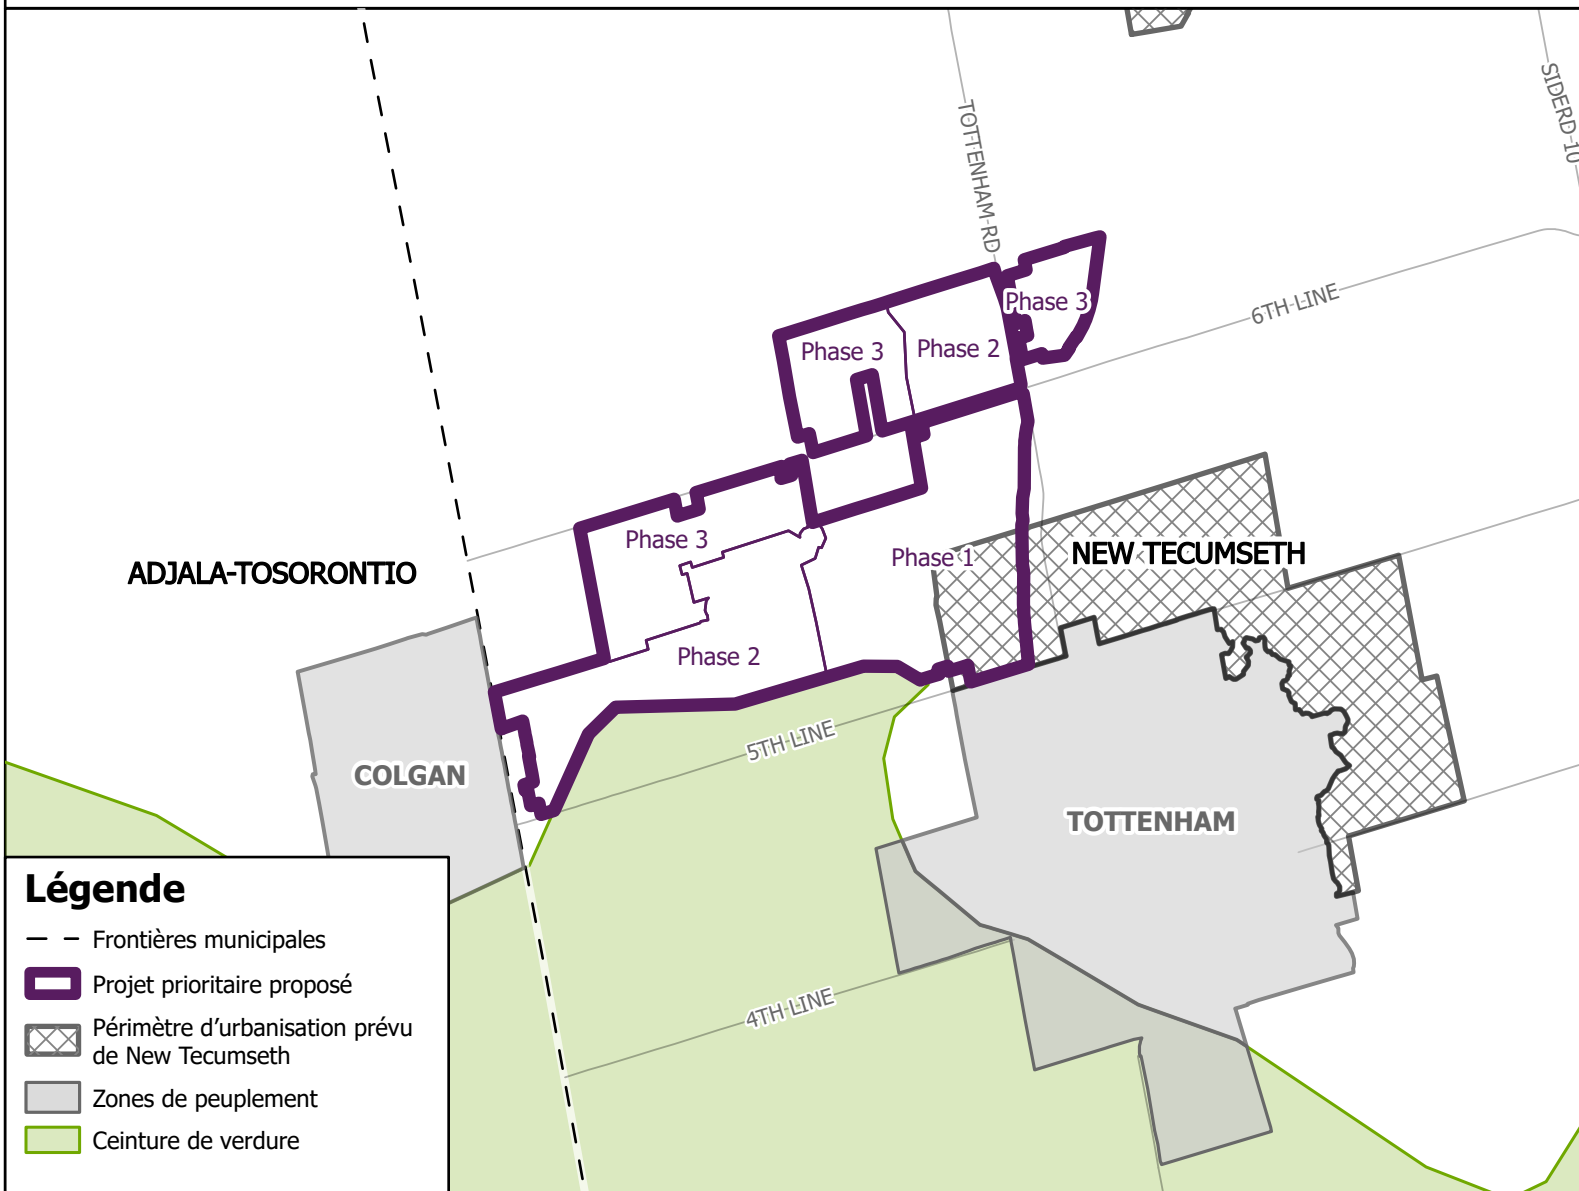 TOTTENHAM RD
SIDERD 10
6TH LINE
Phase 3
Phase 3
Phase 2
Phase 3
Phase 1
Phase 2
ADJALA-TOSORONTIO
NEW TECUMSETH
5TH LINE
COLGAN
TOTTENHAM
4TH LINE
Légende
Frontières municipales
Projet prioritaire proposé
Périmètre d'urbanisation prévu
de New Tecumseth
Zones de peuplement
Ceinture de verdure